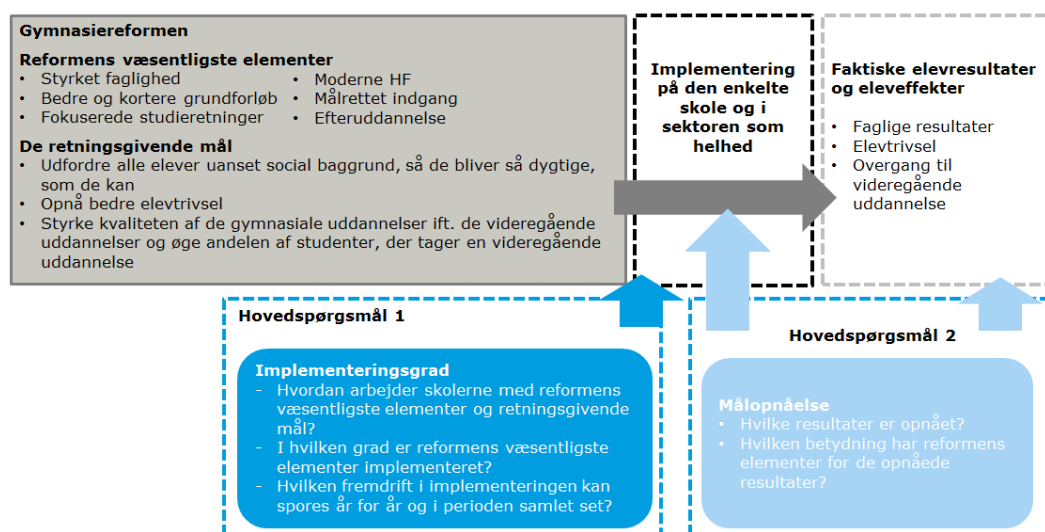 Gymnasiereformen
Reformens væsentligste elementer
• Styrket faglighed
• Bedre og kortere grundforløb
• Fokuserede studieretninger
• Moderne HF
• Målrettet indgang
• Efteruddannelse
De retningsgivende mål
• Udfordre alle elever uanset social baggrund, så de bliver så dygtige,
som de kan
• Opnå bedre elevtrivsel
• Styrke kvaliteten af de gymnasiale uddannelser ift. de videregående
uddannelser og øge andelen af studenter, der tager en videregående
uddannelse
Implementering
på den enkelte
skole og i
sektoren som
helhed
Faktiske elevresultater
og eleveffekter
• Faglige resultater
• Elevtrivsel
• Overgang til
videregående
uddannelse
Hovedspørgsmål 1
Implementeringsgrad
- Hvordan arbejder skolerne med reformens
væsentligste elementer og retningsgivende
mål?
- I hvilken grad er reformens væsentligste
elementer implementeret?
- Hvilken fremdrift i implementeringen kan
spores år for år og i perioden samlet set?
Hovedspørgsmål 2
Målopnåelse
• Hvilke resultater er opnået?
• Hvilken betydning har reformens
elementer for de opnåede
resultater?